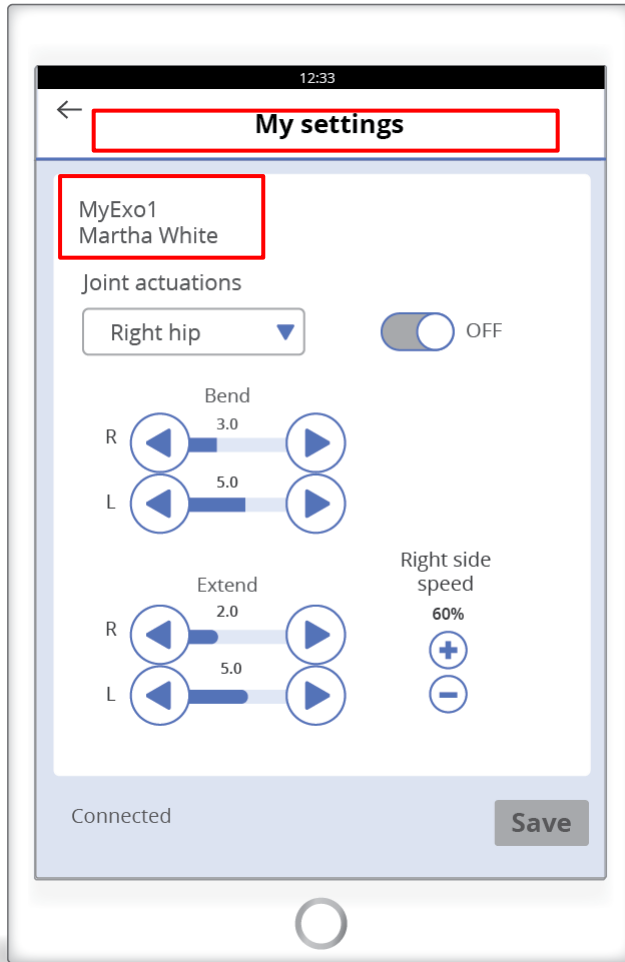 12:33
My settings
MyExo1
Martha White
Joint actuations
Right hip
OFF
Bend
R
3.0
L
5.0
Extend
R
2.0
L
5.0
Right side
speed
60%
Connected
Save